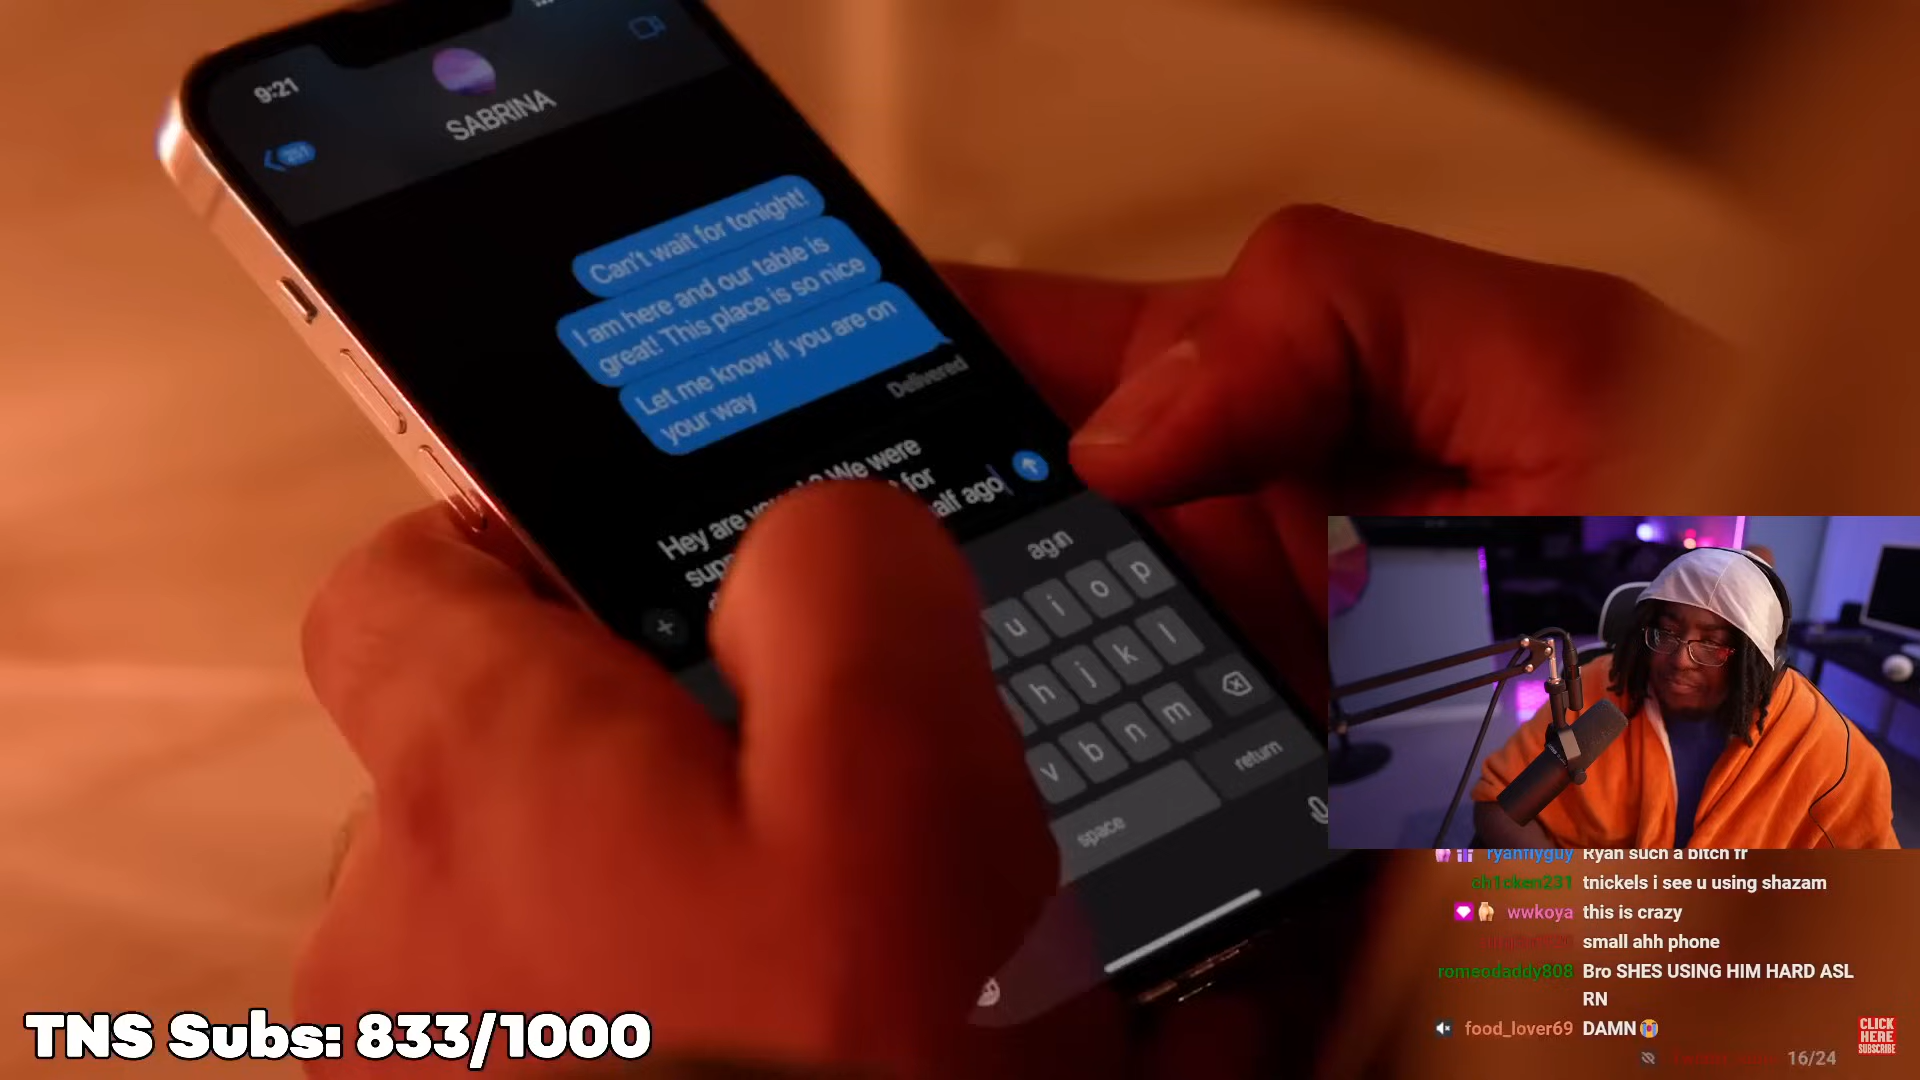 9:21
SABRINA
Can't wait for tonight!
I am here and our table is
great! This place is so nice
Let me know if you are on
your way
Delivered
Hey are We were
for
ago
again
u i o p
h j k l
v b n m
space
return
ryanflyguy Ryan such a bitch fr
ch1cken231 tnickels i see u using shazam
wwkoya this is crazy
small ahh phone
romeodaddy808 Bro SHES USING HIM HARD ASL
RN
food_lover69 DAMN
16/24
CLICK
HERE
SUBSCRIBE
TNS Subs: 833/1000